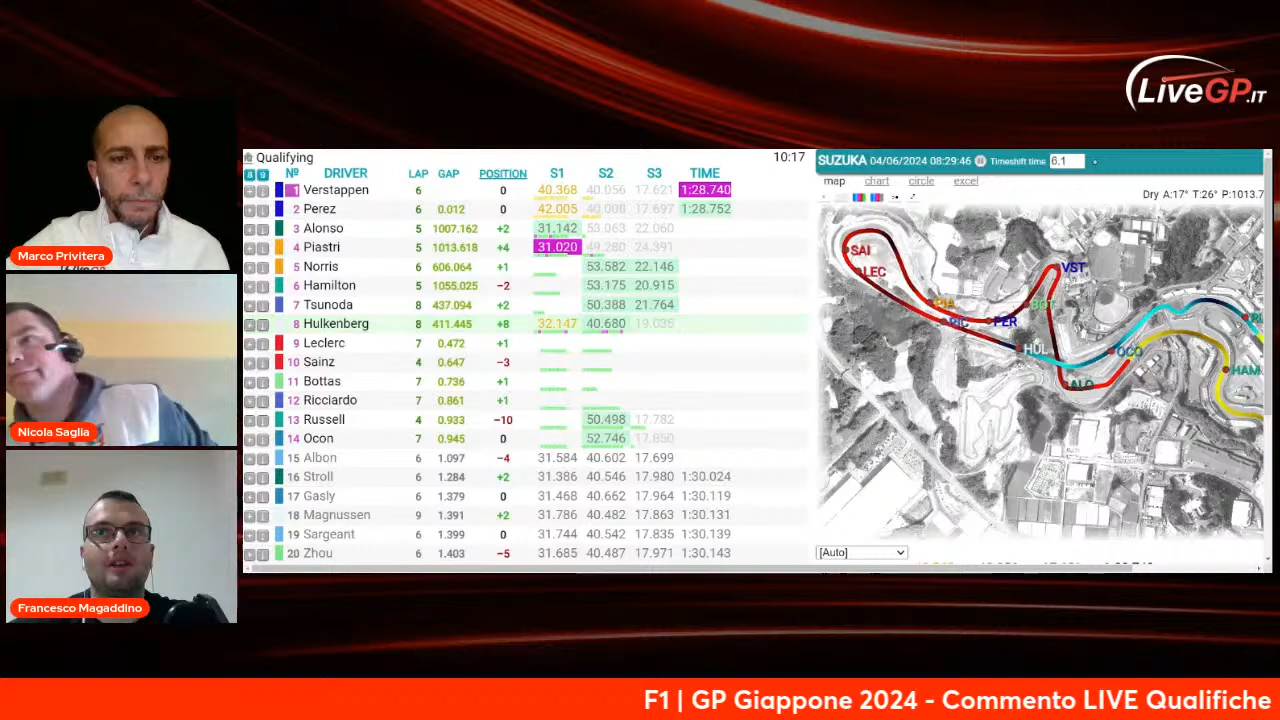 LiveGP.IT
Marco Privitera
Nicola Saglia
Francesco Magaddino
Qualifying 10:17
Nº DRIVER LAP GAP POSITION S1 S2 S3 TIME
1 Verstappen 6 0 40.368 40.056 17.621 1:28.740
2 Perez 6 0.012 0 42.005 40.008 17.697 1:28.752
3 Alonso 5 1007.162 +2 31.142 53.063 22.060
4 Piastri 5 1013.618 +4 31.020 49.280 24.391
5 Norris 6 606.064 +1 53.582 22.146
6 Hamilton 5 1055.025 −2 53.175 20.915
7 Tsunoda 8 437.094 +2 50.388 21.764
8 Hulkenberg 8 411.445 +8 32.147 40.680 19.035
9 Leclerc 7 0.472 +1
10 Sainz 4 0.647 −3
11 Bottas 7 0.736 +1
12 Ricciardo 7 0.861 +1
13 Russell 4 0.933 −10 50.498 17.782
14 Ocon 7 0.945 0 52.746 17.850
15 Albon 6 1.097 −4 31.584 40.602 17.699
16 Stroll 6 1.284 +2 31.386 40.546 17.980 1:30.024
17 Gasly 6 1.379 0 31.468 40.662 17.964 1:30.119
18 Magnussen 9 1.391 +2 31.786 40.482 17.863 1:30.131
19 Sargeant 6 1.399 0 31.744 40.542 17.835 1:30.139
20 Zhou 6 1.403 −5 31.685 40.487 17.971 1:30.143
SUZUKA 04/06/2024 08:29:46 Timeshift time 6.1
map chart circle excel
Dry A:17° T:26° P:1013.7
SAI
LEC
VST
PIA
BOT
RIC
PER
HUL
OCO
HAM
ALO
[Auto]
F1 | GP Giappone 2024 - Commento LIVE Qualifiche